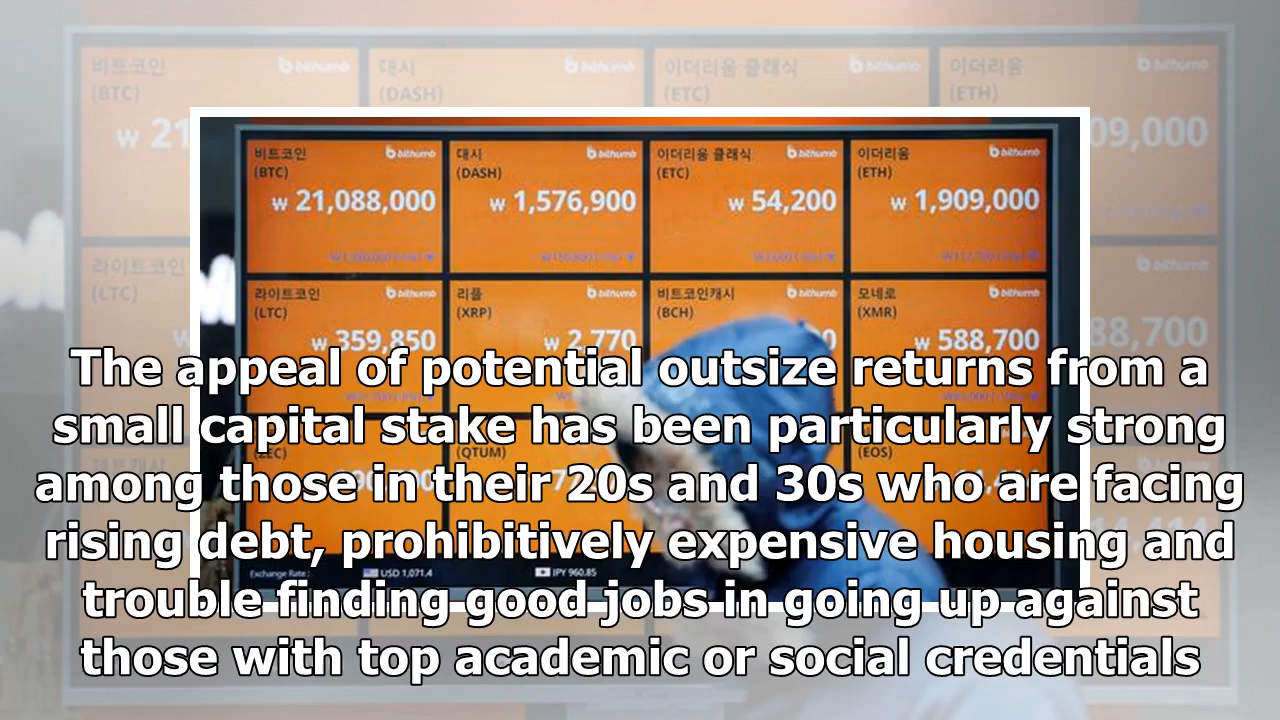 비트코인
(BTC)
bithumb
₩ 21,088,000
대시
(DASH)
bithumb
₩ 1,576,900
이더리움 클래식
(ETC)
bithumb
₩ 54,200
이더리움
(ETH)
bithumb
₩ 1,909,000
라이트코인
(LTC)
bithumb
₩ 359,850
리플
(XRP)
bithumb
₩ 2,770
비트코인캐시
(BCH)
bithumb
모네로
(XMR)
bithumb
₩ 588,700
(QTUM)
(EOS)
Exchange Rate :
USD 1,071.4
JPY 960.85
The appeal of potential outsize returns from a
small capital stake has been particularly strong
among those in their 20s and 30s who are facing
rising debt, prohibitively expensive housing and
trouble finding good jobs in going up against
those with top academic or social credentials